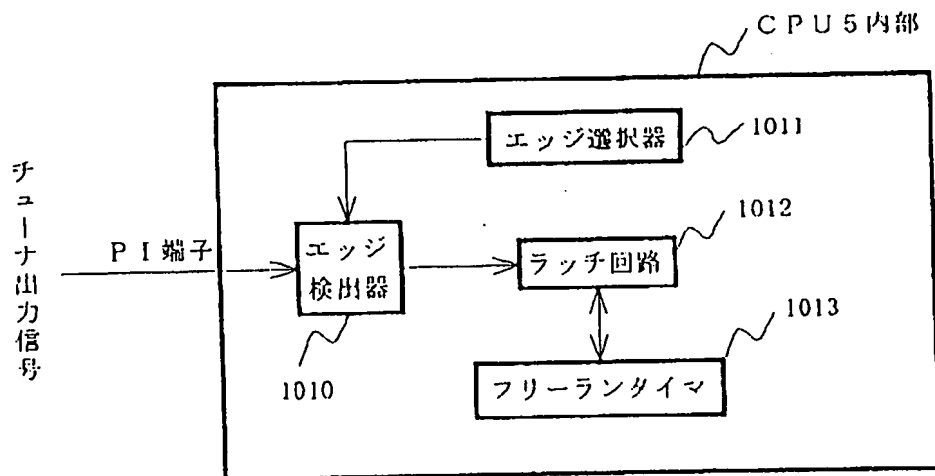 CPU5内部
エッジ選択器
1011
チューナ出力信号
PI端子
エッジ
検出器
1010
ラッチ回路
1012
フリーランタイマ
1013